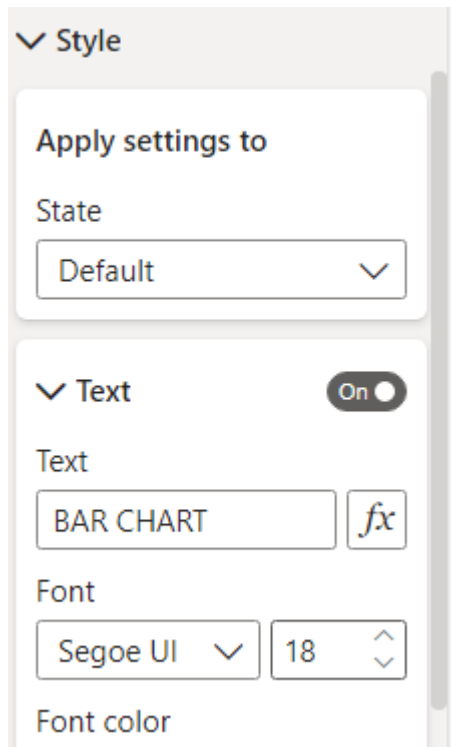 Style
Apply settings to
State
Default
Text
On
Text
BAR CHART
fx
Font
Segoe UI
18
Font color